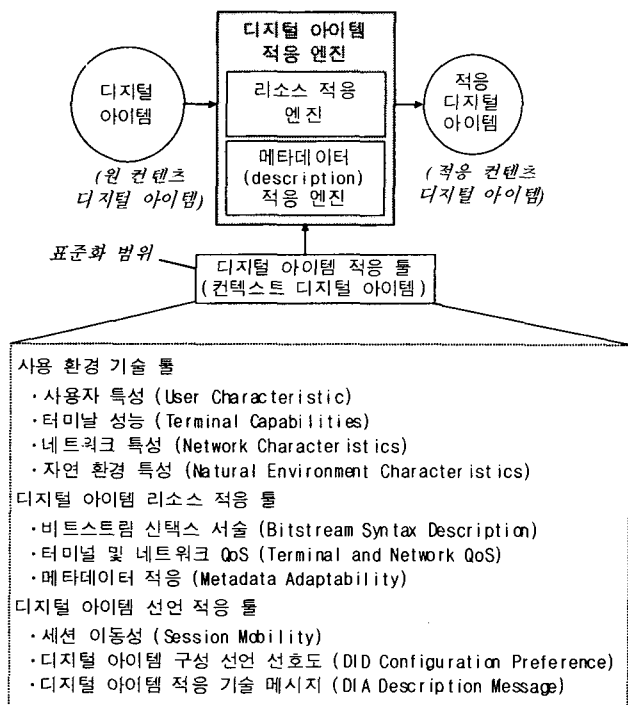 디지털 아이템
적응 엔진
디지털
아이템
리소스 적응
엔진
메타데이터
(description)
적응 엔진
적응
디지털
아이템
(원 컨텐츠
디지털 아이템)
(적응 컨텐츠
디지털 아이템)
표준화 범위
디지털 아이템 적응 툴
(컨텍스트 디지털 아이템)
사용 환경 기술 툴
·사용자 특성 (User Characteristic)
·터미날 성능 (Terminal Capabilities)
·네트워크 특성 (Network Characteristics)
·자연 환경 특성 (Natural Environment Characteristics)
디지털 아이템 리소스 적응 툴
·비트스트림 신택스 서술 (Bitstream Syntax Description)
·터미널 및 네트워크 QoS (Terminal and Network QoS)
·메타데이터 적응 (Metadata Adaptability)
디지털 아이템 선언 적응 툴
·세션 이동성 (Session Mobility)
·디지털 아이템 구성 선언 선호도 (DID Configuration Preference)
·디지털 아이템 적응 기술 메시지 (DIA Description Message)